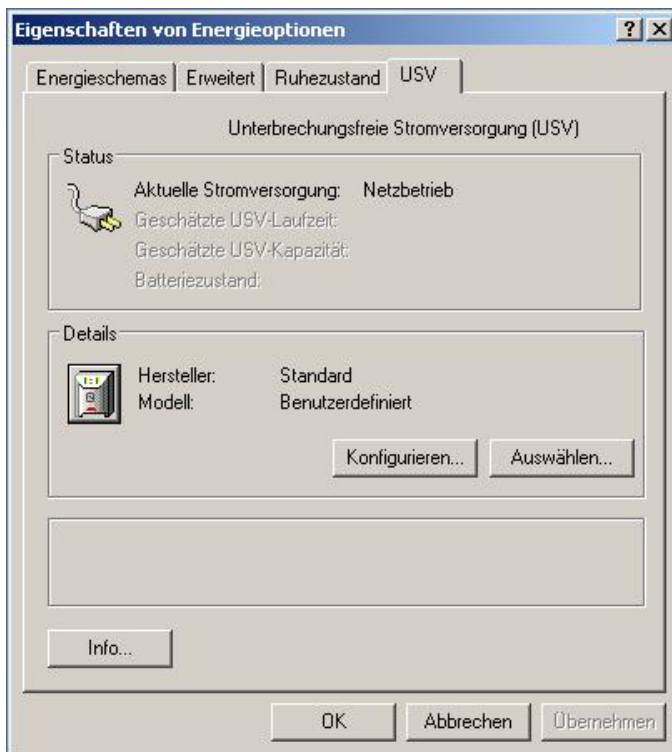 Eigenschaften von Energieoptionen
Energieschemas Erweitert Ruhezustand USV
Unterbrechungsfreie Stromversorgung (USV)
Status
Aktuelle Stromversorgung: Netzbetrieb
Geschätzte USV-Laufzeit:
Geschätzte USV-Kapazität:
Batteriezustand:
Details
Hersteller: Standard
Modell: Benutzerdefiniert
Konfigurieren... Auswählen...
Info...
OK Abbrechen Übernehmen